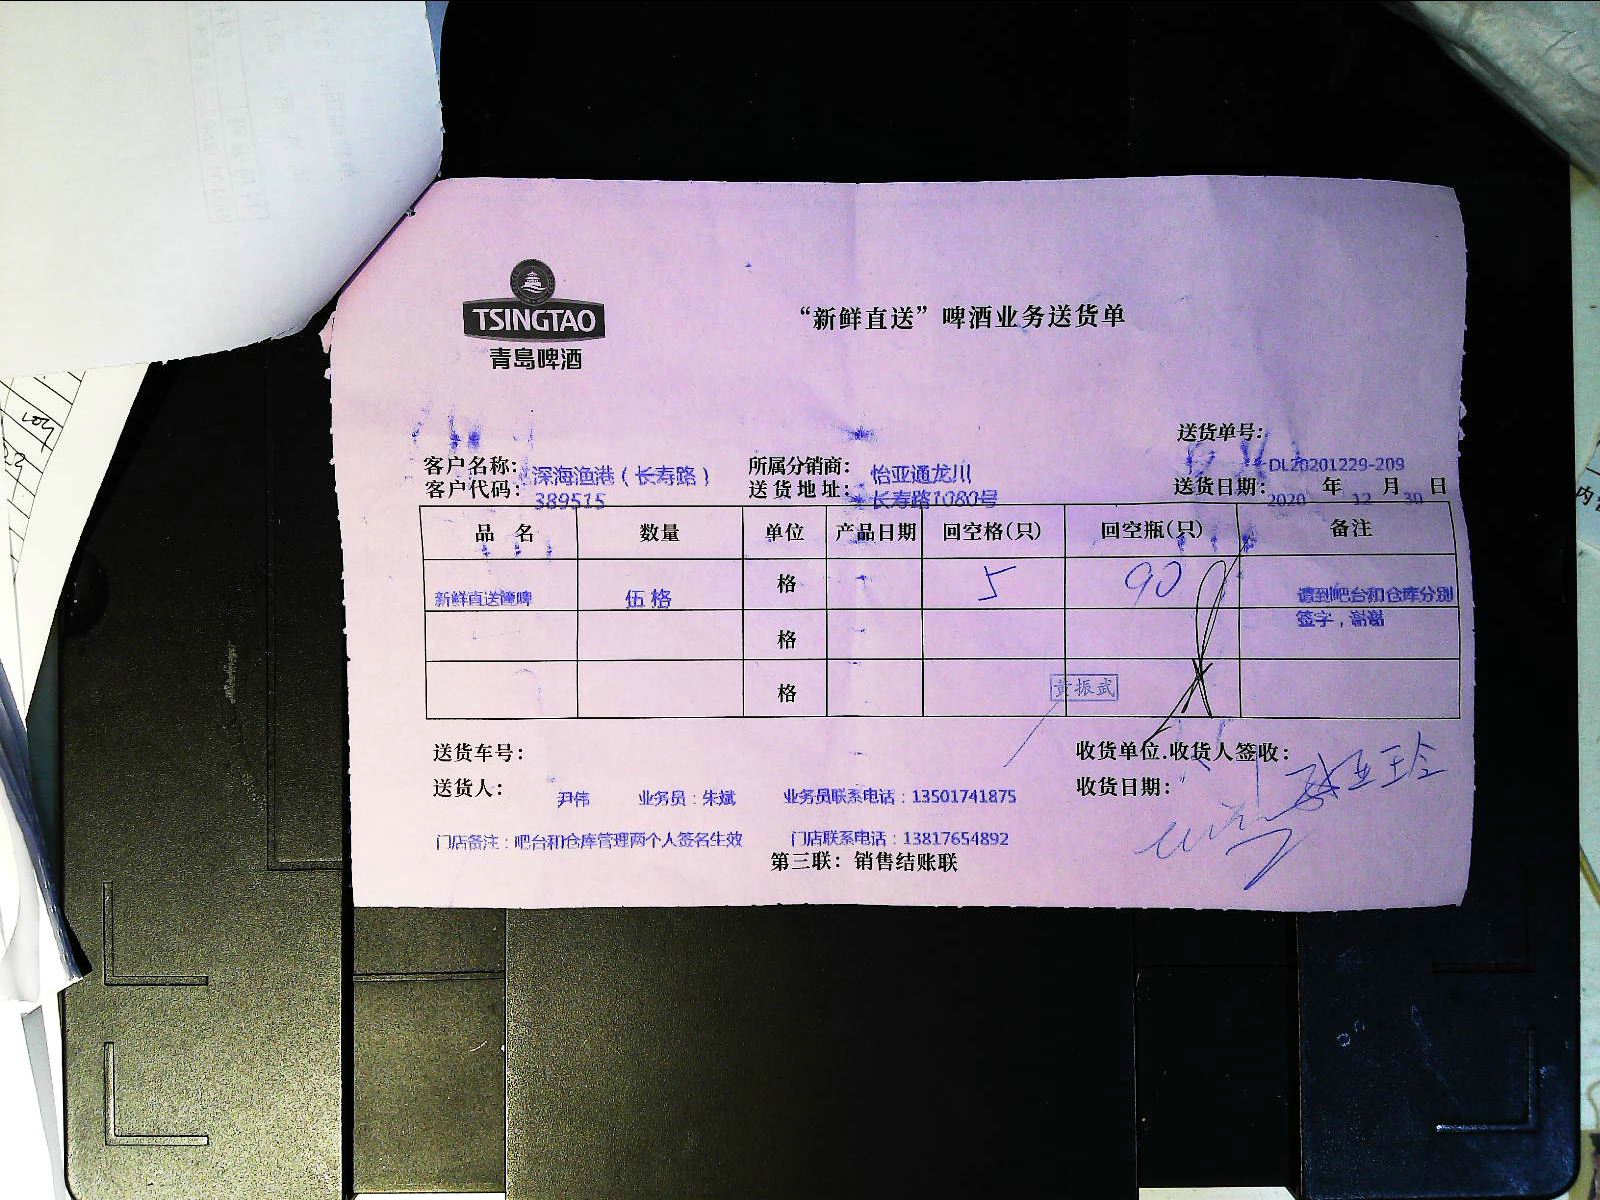 TSINGTAO
青岛啤酒
“新鲜直送”啤酒业务送货单
送货单号:
DL20201229-209
客户名称: 深海渔港（长寿路） 所属分销商: 怡亚通龙川
客户代码: 389515 送货地址: 长寿路1080号 送货日期: 2020 年 12 月 30 日
品名 数量 单位 产品日期 回空格(只) 回空瓶(只) 备注
新鲜直送 伍格 格 5 90 请到吧台和仓库分别
签字，谢谢
格
格
黄振武
送货车号: 收货单位.收货人签收:
送货人: 尹伟 业务员：朱斌 业务员联系电话：13501741875 收货日期:
门店备注：吧台和仓库管理两个人签名生效 门店联系电话：13817654892
第三联：销售结账联